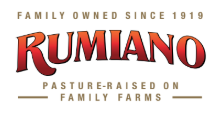 FAMILY OWNED SINCE 1919
RUMIANO
PASTURE-RAISED ON
FAMILY FARMS